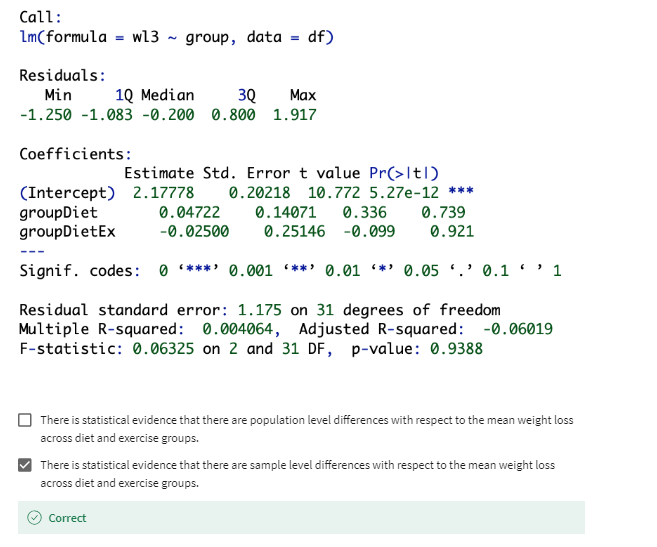 Call:
lm(formula = wl3 ~ group, data = df)
Residuals:
Min 1Q Median 3Q Max
-1.250 -1.083 -0.200 0.800 1.917
Coefficients:
Estimate Std. Error t value Pr(>|t|)
(Intercept) 2.17778 0.20218 10.772 5.27e-12 ***
groupDiet 0.04722 0.14071 0.336 0.739
groupDietEx -0.02500 0.25146 -0.099 0.921
---
Signif. codes: 0 ‘***’ 0.001 ‘**’ 0.01 ‘*’ 0.05 ‘.’ 0.1 ‘ ’ 1
Residual standard error: 1.175 on 31 degrees of freedom
Multiple R-squared: 0.004064, Adjusted R-squared: -0.06019
F-statistic: 0.06325 on 2 and 31 DF, p-value: 0.9388
There is statistical evidence that there are population level differences with respect to the mean weight loss
across diet and exercise groups.
There is statistical evidence that there are sample level differences with respect to the mean weight loss
across diet and exercise groups.
Correct